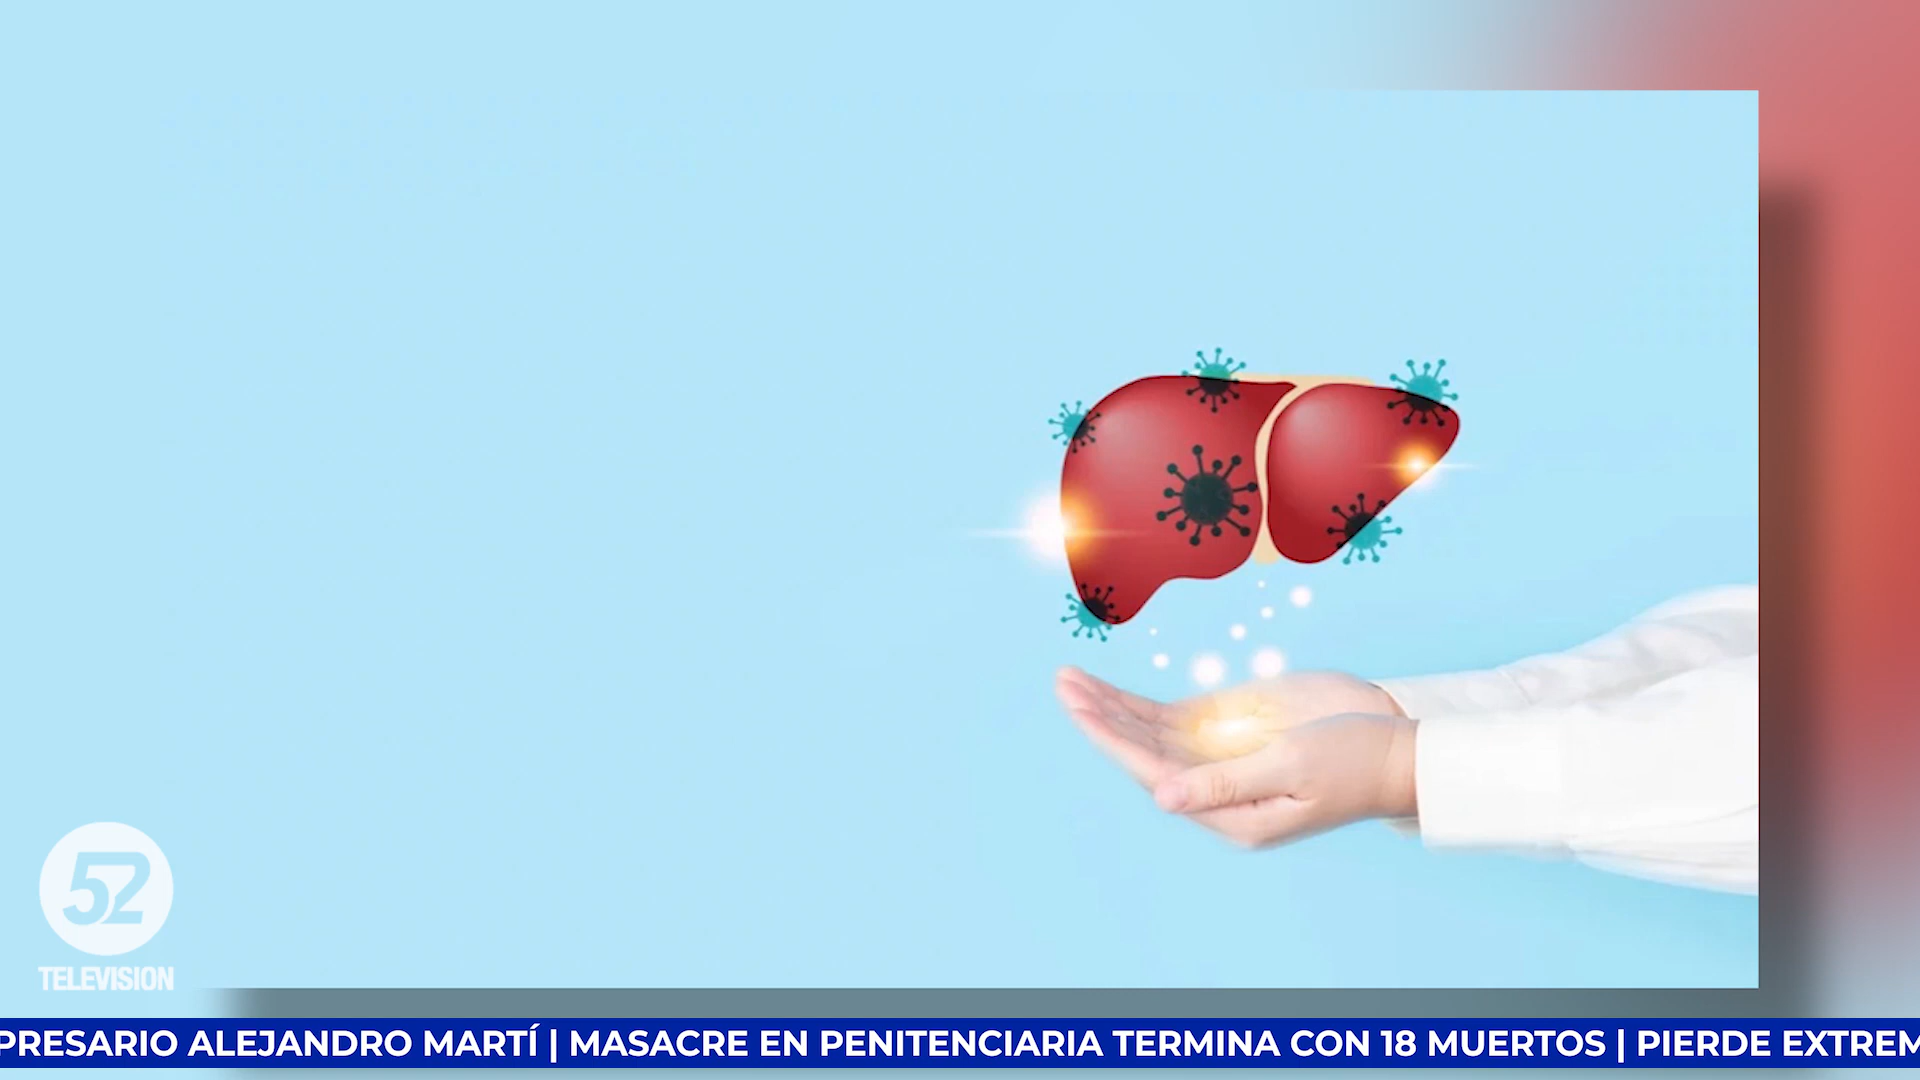 52
TELEVISION
PRESARIO ALEJANDRO MARTÍ | MASACRE EN PENITENCIARIA TERMINA CON 18 MUERTOS | PIERDE EXTREM